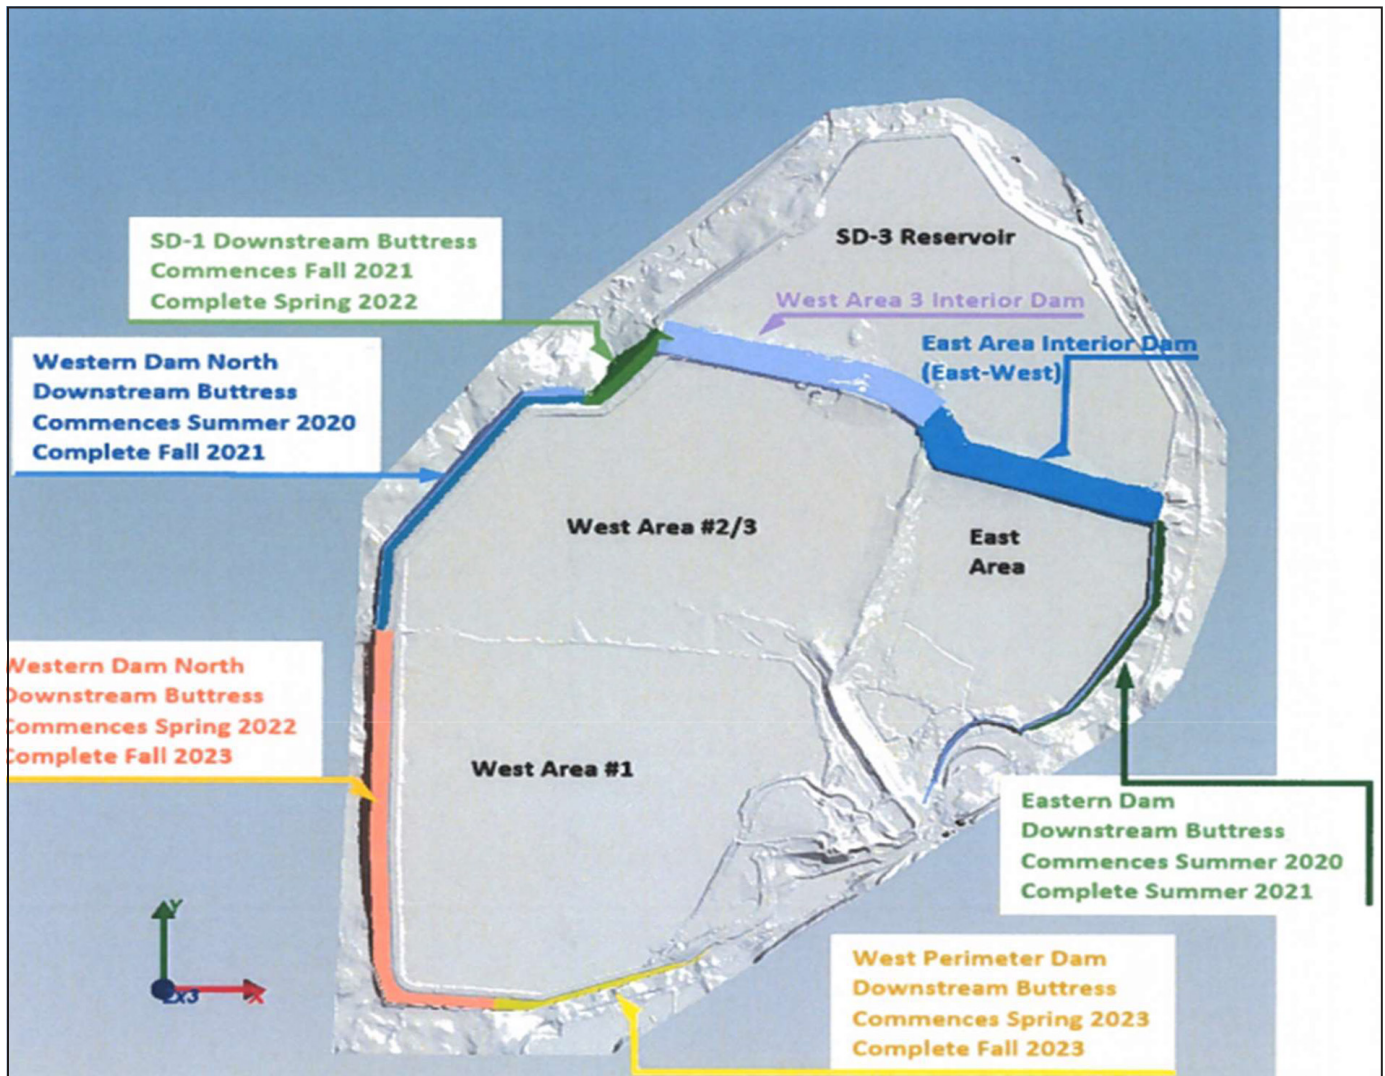 SD-3 Reservoir
SD-1 Downstream Buttress
Commences Fall 2021
Complete Spring 2022
West Area 3 Interior Dam
East Area Interior Dam
(East-West)
Western Dam North
Downstream Buttress
Commences Summer 2020
Complete Fall 2021
West Area #2/3
East
Area
Western Dam North
Downstream Buttress
Commences Spring 2022
Complete Fall 2023
West Area #1
Eastern Dam
Downstream Buttress
Commences Summer 2020
Complete Summer 2021
West Perimeter Dam
Downstream Buttress
Commences Spring 2023
Complete Fall 2023
Y
X